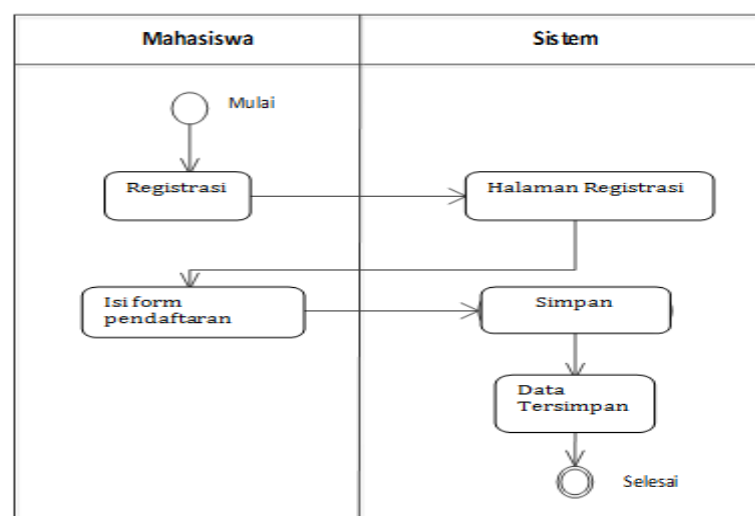 Mahasiswa
Sistem
Mulai
Registrasi
Halaman Registrasi
Isi form
pendaftaran
Simpan
Data
Tersimpan
Selesai